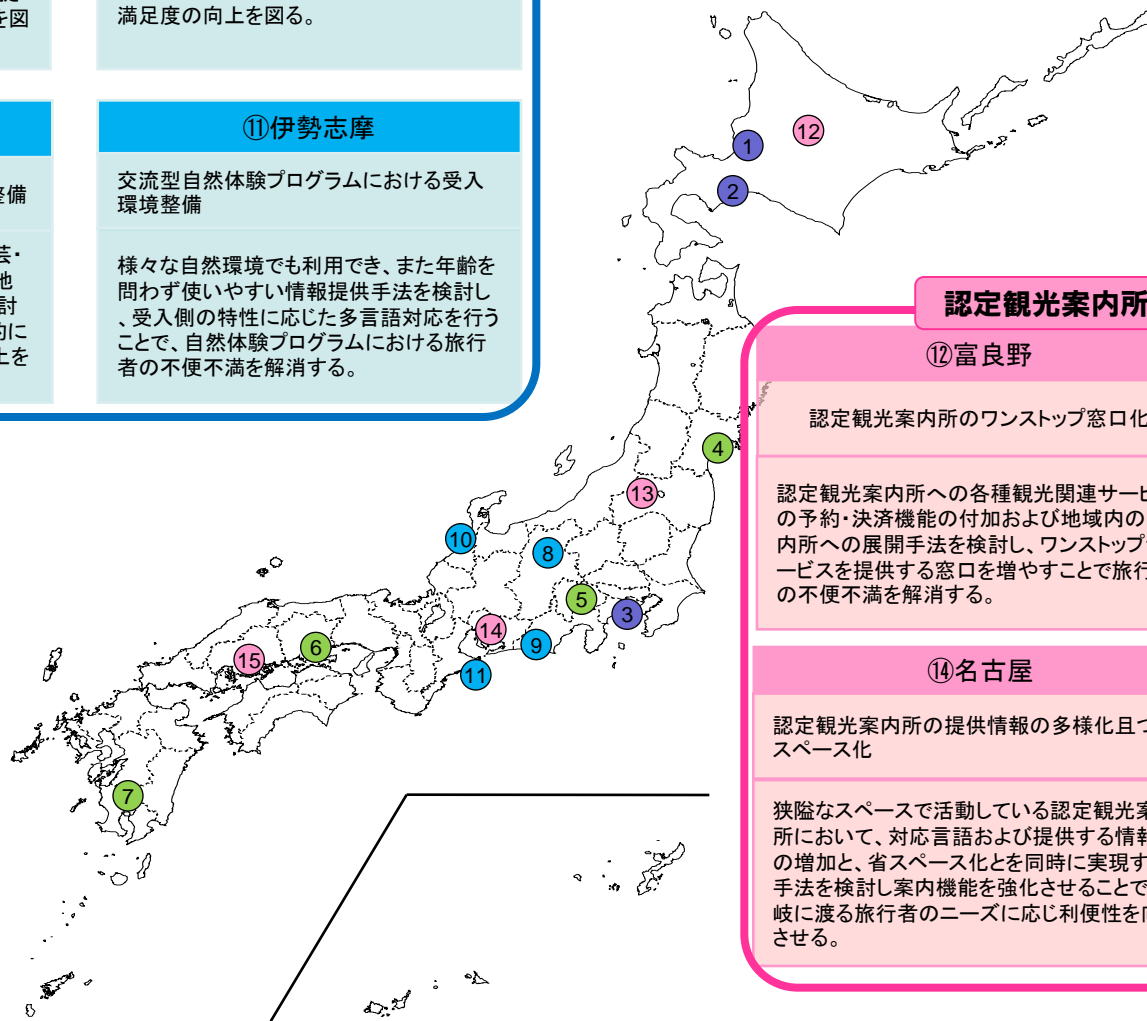 を図
満足度の向上を図る。
⑪伊勢志摩
整備
交流型自然体験プログラムにおける受入
環境整備
芸・
地
討
的に
上を
様々な自然環境でも利用でき、また年齢を
問わず使いやすい情報提供手法を検討し
、受入側の特性に応じた多言語対応を行う
ことで、自然体験プログラムにおける旅行
者の不便不満を解消する。
1
12
2
4
13
10
8
5
3
14
9
6
15
11
7
認定観光案内所
⑫富良野
認定観光案内所のワンストップ窓口化
認定観光案内所への各種観光関連サービ
の予約・決済機能の付加および地域内の
内所への展開手法を検討し、ワンストップ
ービスを提供する窓口を増やすことで旅行
の不便不満を解消する。
⑭名古屋
認定観光案内所の提供情報の多様化且つ
スペース化
狭隘なスペースで活動している認定観光案
所において、対応言語および提供する情報
の増加と、省スペース化とを同時に実現す
手法を検討し案内機能を強化させることで
岐に渡る旅行者のニーズに応じ利便性を向
させる。